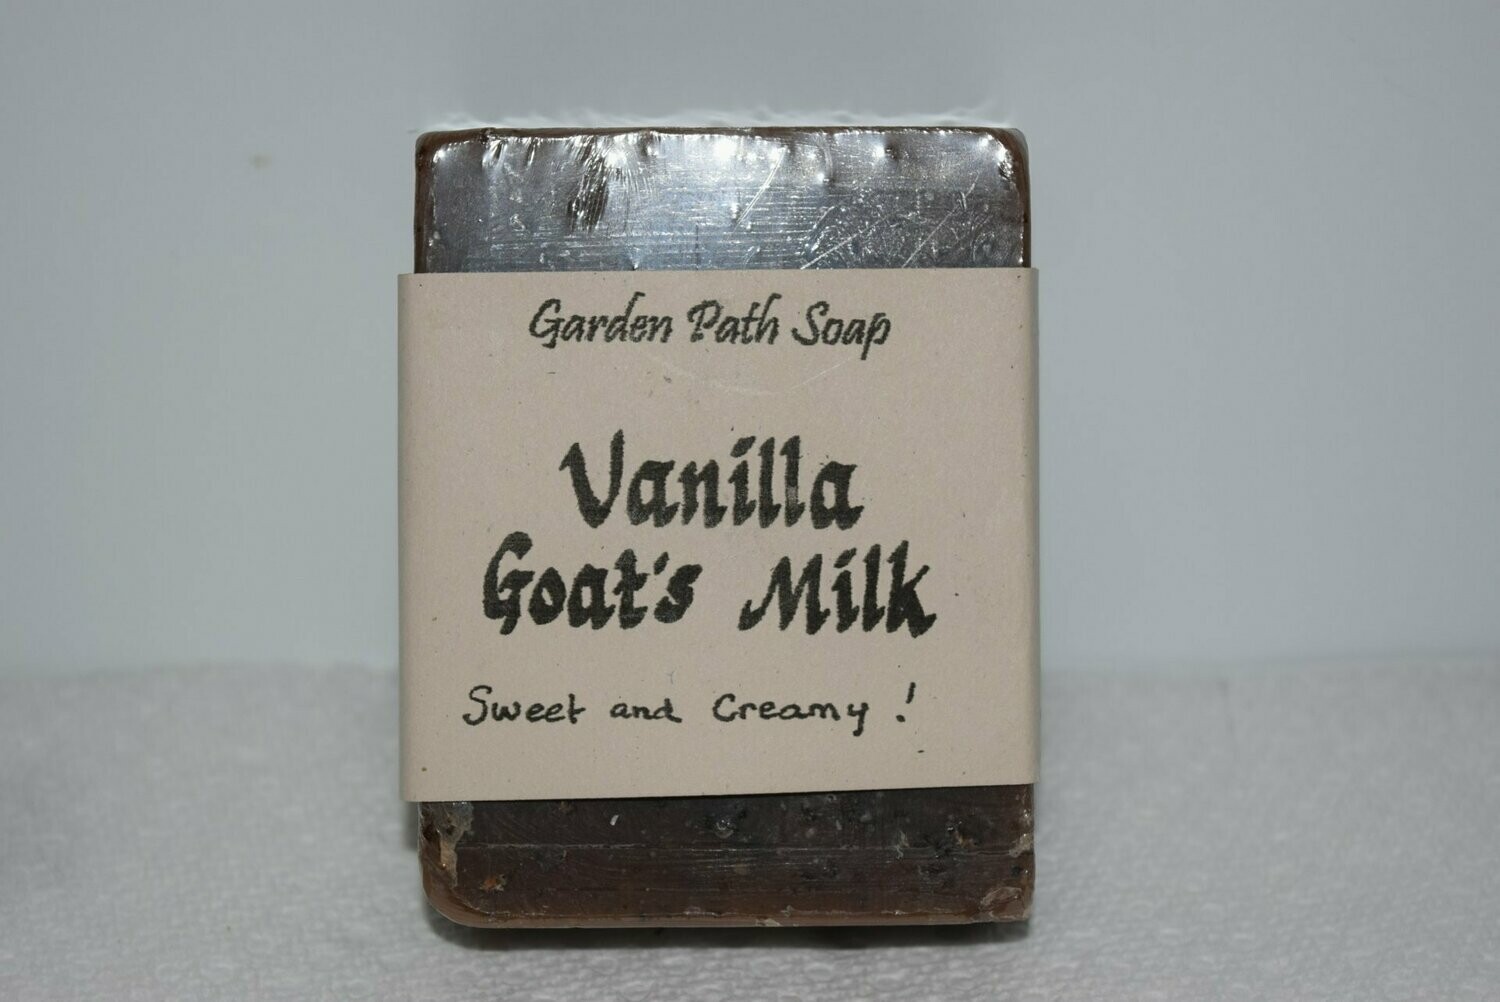 Garden Path Soap
Vanilla
Goat's Milk
Sweet and Creamy !